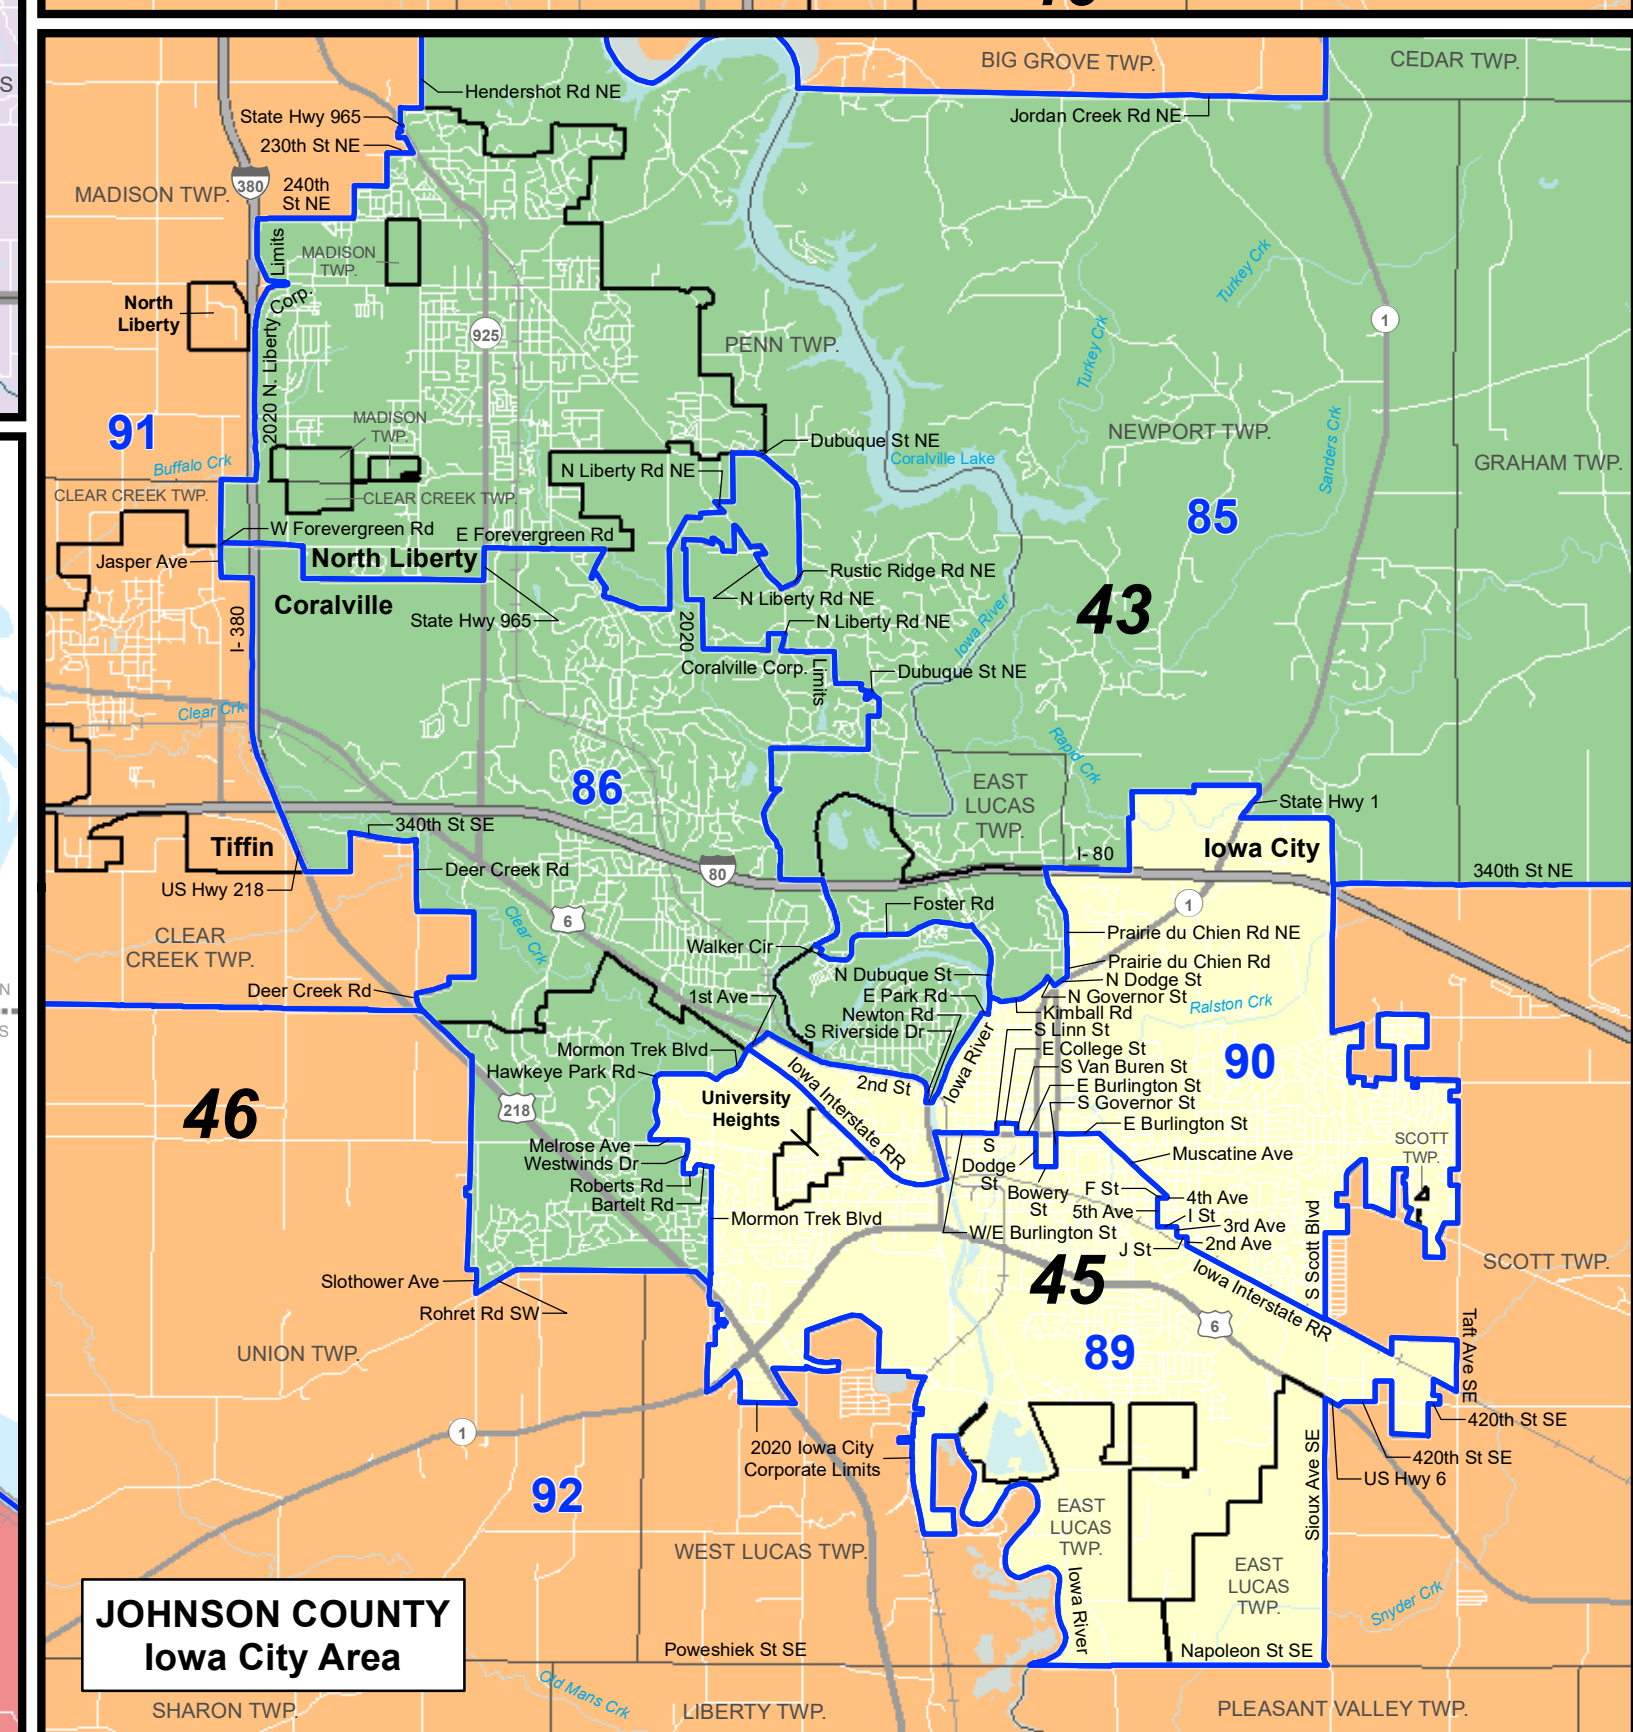 BIG GROVE TWP.
CEDAR TWP.
Hendershot Rd NE
State Hwy 965
Jordan Creek Rd NE
230th St NE
380
240th
St NE
MADISON TWP.
Limits
MADISON
TWP.
Turkey Crk
North
Liberty
Corp.
2020 N. Liberty
925
1
PENN TWP.
Turkey Crk
91
MADISON
TWP.
Dubuque St NE
NEWPORT TWP.
Sanders Crk
Buffalo Crk
N Liberty Rd NE
Coralville Lake
GRAHAM TWP.
CLEAR CREEK TWP.
CLEAR CREEK TWP.
85
W Forevergreen Rd
E Forevergreen Rd
Jasper Ave
North Liberty
Rustic Ridge Rd NE
Coralville
N Liberty Rd NE
43
I- 380
State Hwy 965
2020
N Liberty Rd NE
Iowa River
Coralville Corp.
Limits
Dubuque St NE
Clear Crk
Rapid Crk
86
EAST
LUCAS
TWP.
State Hwy 1
340th St SE
Tiffin
I- 80
Iowa City
Deer Creek Rd
80
340th St NE
US Hwy 218
6
Foster Rd
1
Clear Crk
CLEAR
CREEK TWP.
Walker Cir
Prairie du Chien Rd NE
Prairie du Chien Rd
N Dubuque St
N Dodge St
Deer Creek Rd
1st Ave
E Park Rd
N Governor St
Newton Rd
Kimball Rd
Ralston Crk
S Riverside Dr
S Linn St
Mormon Trek Blvd
Iowa River
E College St
90
Hawkeye Park Rd
Iowa Interstate RR
2nd St
S Van Buren St
E Burlington St
46
218
University
Heights
S Governor St
E Burlington St
Melrose Ave
S
Dodge
St
Muscatine Ave
SCOTT
TWP.
Westwinds Dr
Roberts Rd
Bowery
St
F St
4th Ave
Bartelt Rd
5th Ave
I St
Mormon Trek Blvd
W/E Burlington St
3rd Ave
J St
2nd Ave
S Scott Blvd
SCOTT TWP.
45
Slothower Ave
Iowa Interstate RR
Rohret Rd SW
6
Taft Ave SE
UNION TWP.
89
1
420th St SE
2020 Iowa City
Corporate Limits
420th St SE
US Hwy 6
92
Sioux Ave SE
EAST
LUCAS
TWP.
WEST LUCAS TWP.
EAST
LUCAS
TWP.
Iowa River
Snyder Crk
JOHNSON COUNTY
Iowa City Area
Poweshiek St SE
Napoleon St SE
Old Mans Crk
SHARON TWP.
LIBERTY TWP.
PLEASANT VALLEY TWP.